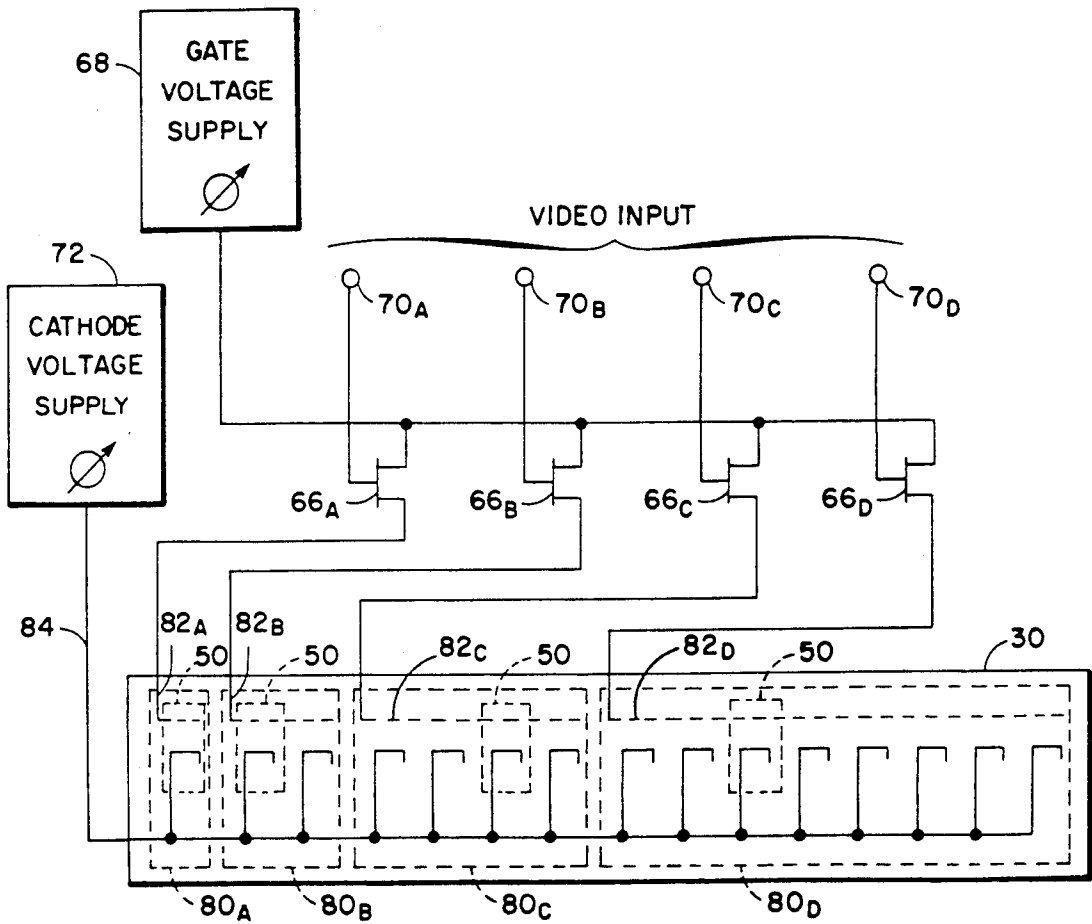 GATE
VOLTAGE
SUPPLY
68
VIDEO INPUT
72
70A
70B
70C
70D
CATHODE
VOLTAGE
SUPPLY
66A
66B
66C
66D
84
82A
82B
50
50
82C
50
82D
50
30
80A
80B
80C
80D